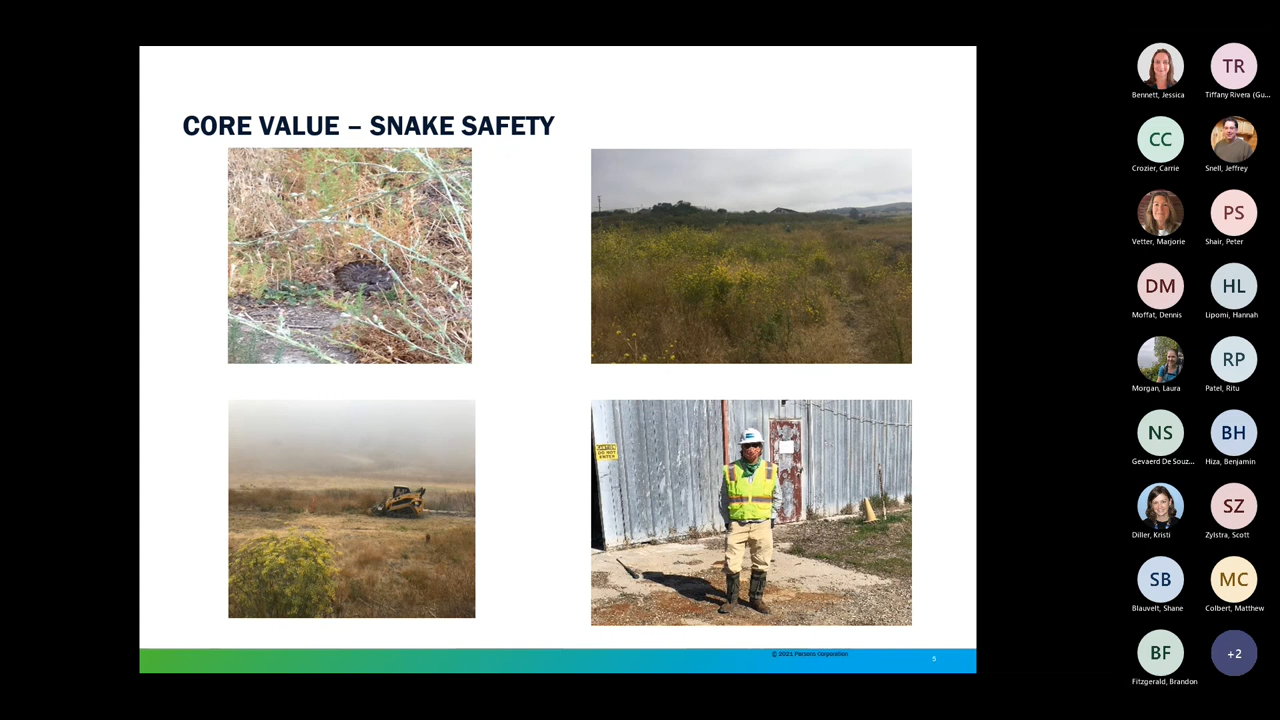 CORE VALUE – SNAKE SAFETY
DO NOT
ENTER
© 2021 Parsons Corporation
5
Bennett, Jessica
TR
Tiffany Rivera (Gu...
CC
Crozier, Carrie
Snell, Jeffrey
Vetter, Marjorie
PS
Shair, Peter
DM
Moffat, Dennis
HL
Lipomi, Hannah
Morgan, Laura
RP
Patel, Ritu
NS
Gevaerd De Souz...
BH
Hiza, Benjamin
Diller, Kristi
SZ
Zylstra, Scott
SB
Blauvelt, Shane
MC
Colbert, Matthew
BF
Fitzgerald, Brandon
+2